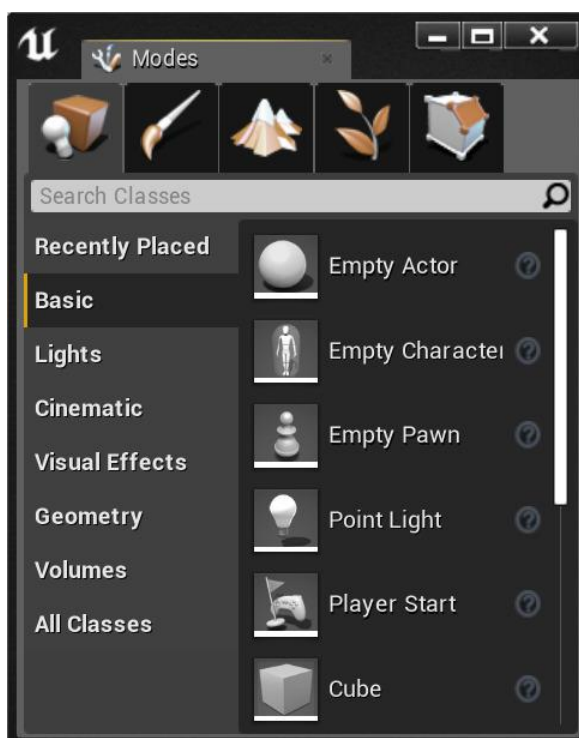 Modes
Search Classes
Recently Placed
Basic
Lights
Cinematic
Visual Effects
Geometry
Volumes
All Classes
Empty Actor
Empty Character
Empty Pawn
Point Light
Player Start
Cube